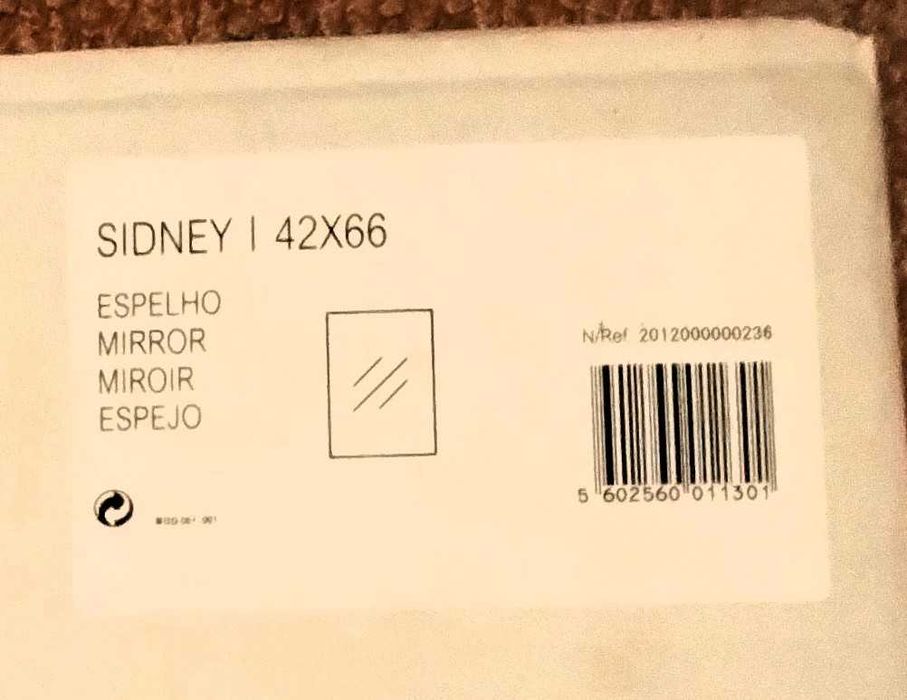 SIDNEY | 42X66
ESPELHO
MIRROR
MIROIR
ESPEJO
N/Ref 2012000000236
5 602560 011301